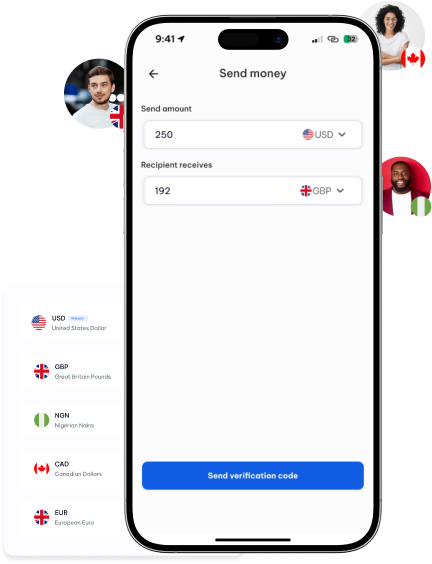 9:41
32
Send money
Send amount
250 USD
Recipient receives
192 GBP
USD Primary
United States Dollar
GBP
Great Britain Pounds
NGN
Nigerian Naira
CAD
Canadian Dollars
EUR
European Euro
Send verification code